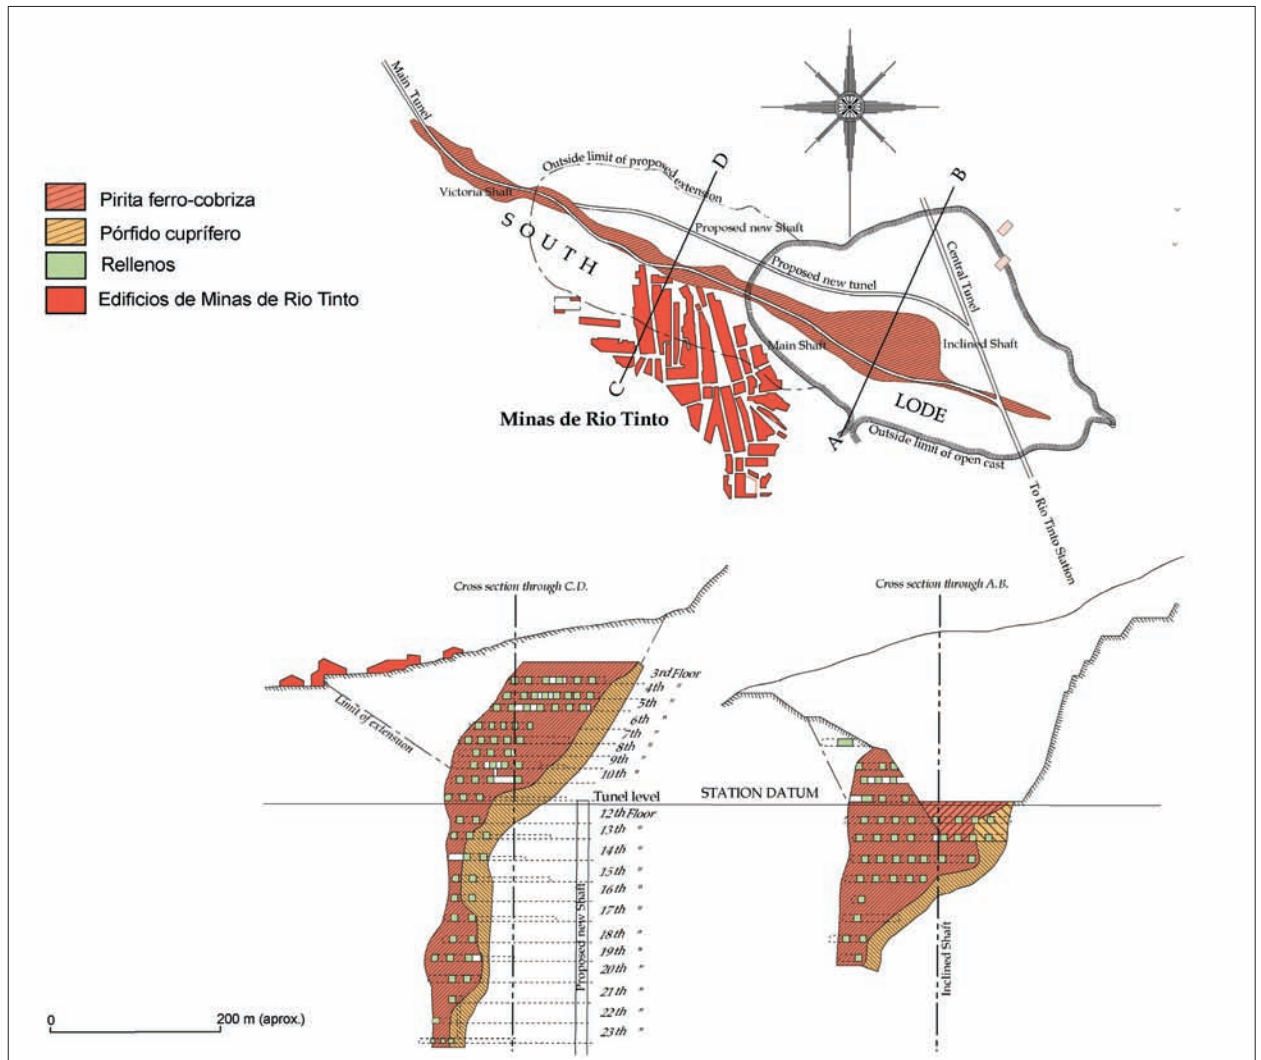 Main Tunnel
Outside limit of proposed extension
D
B
Victoria Shaft
SOUTH
Proposed new Shaft
Proposed new tunel
Central Tunel
Main Shaft
Inclined Shaft
C
LODE
A
Outside limit of open cast
Minas de Rio Tinto
To Rio Tinto Station
Pirita ferro-cobriza
Pórfido cuprífero
Rellenos
Edificios de Minas de Rio Tinto
Cross section through C.D.
Cross section through A.B.
Limit of extension
3rd Floor
4th "
5th "
6th "
7th "
8th "
9th "
10th "
Tunel level
STATION DATUM
12th Floor
13th "
14th "
15th "
16th "
17th "
18th "
19th "
20th "
21th "
22th "
23th "
Proposed new Shaft
Inclined Shaft
0
200 m (aprox.)